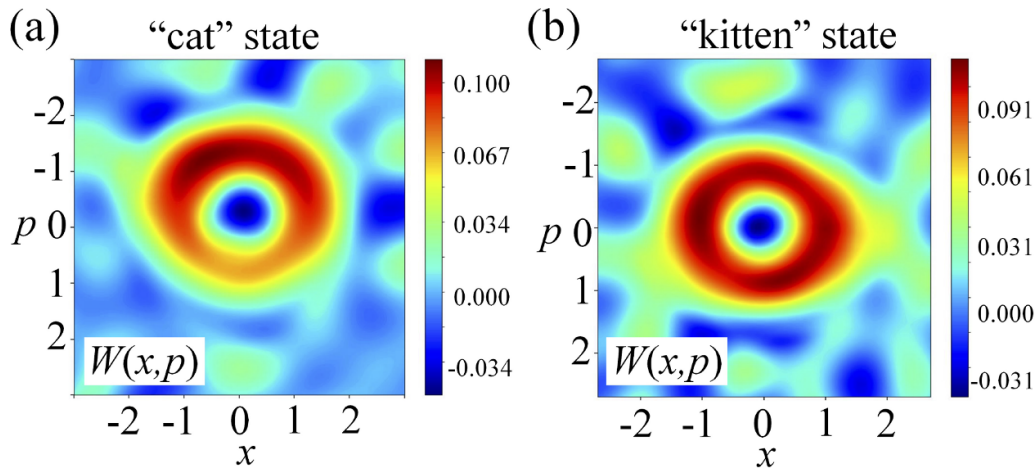 (a) “cat” state
-2
-1
p 0
1
2
W(x,p)
-2 -1 0 1 2
x
0.100
0.067
0.034
0.000
-0.034
(b) “kitten” state
-2
-1
p 0
1
2
W(x,p)
-2 -1 0 1 2
x
0.091
0.061
0.031
0.000
-0.031